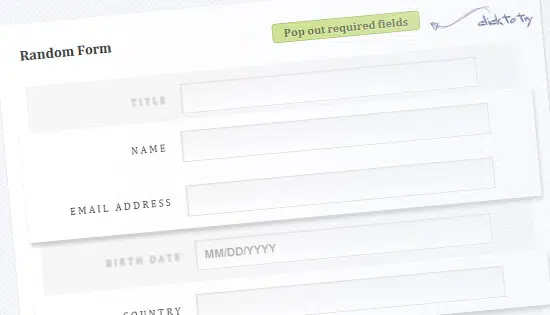 Pop out required fields
click to try
Random Form
TITLE
NAME
EMAIL ADDRESS
BIRTH DATE
MM/DD/YYYY
COUNTRY